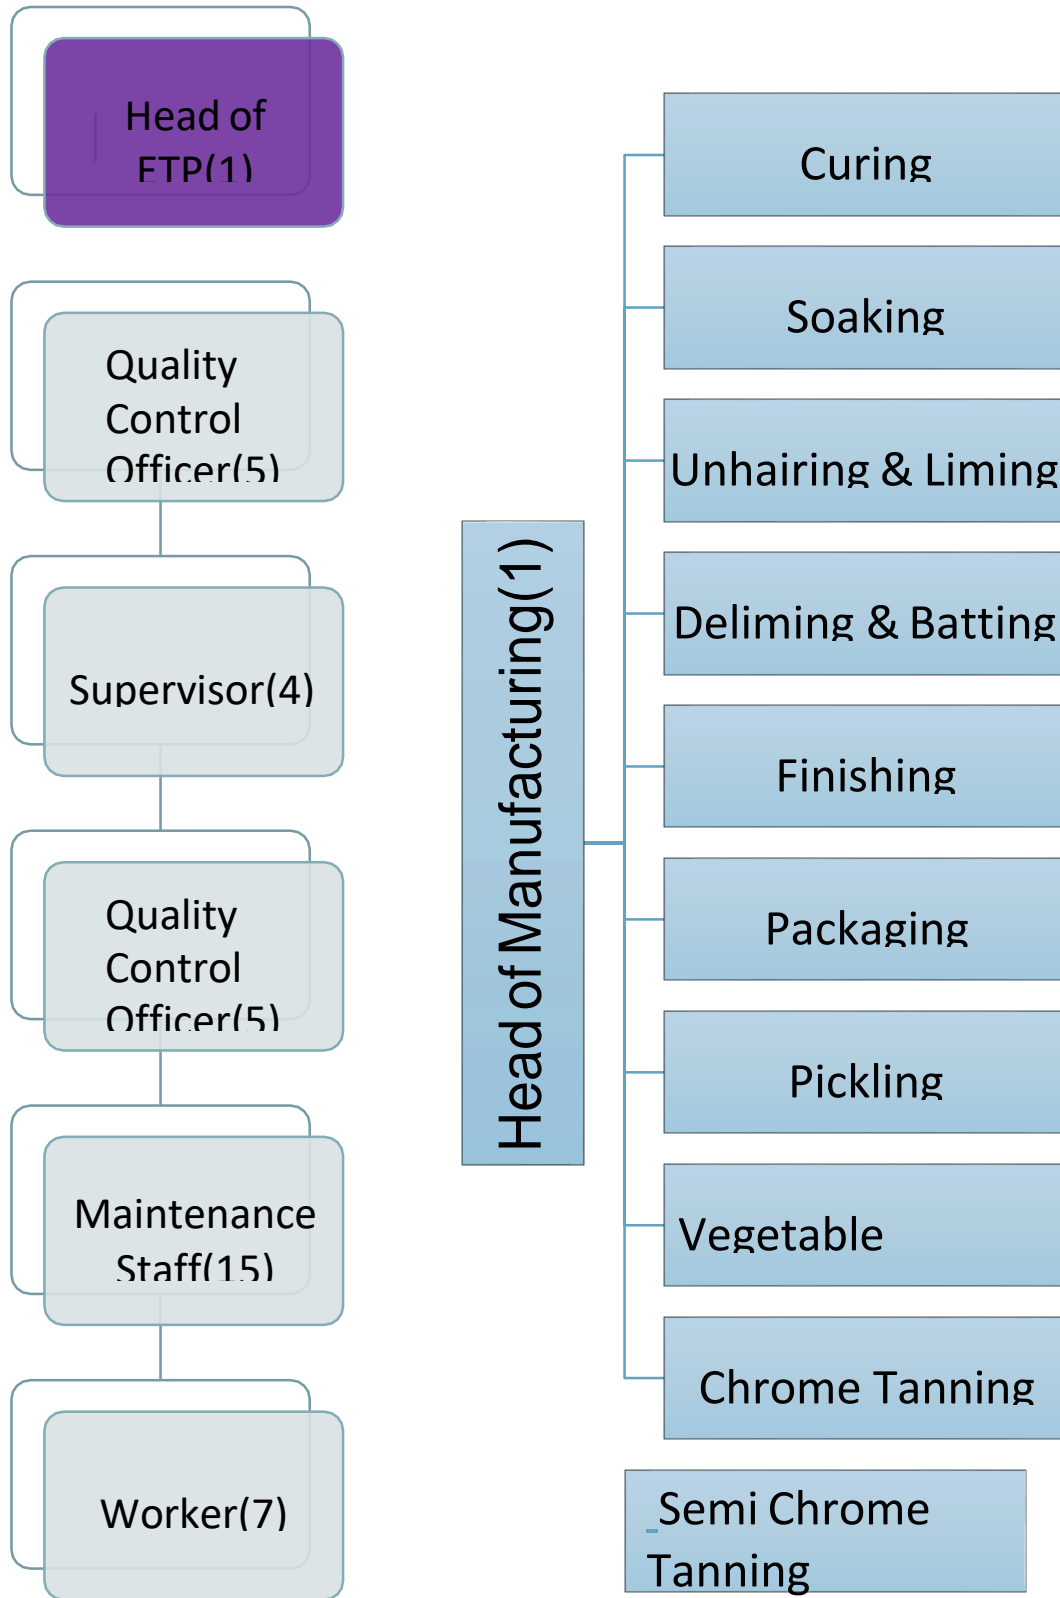 Head of
ETP(1)
Quality
Control
Officer(5)
Supervisor(4)
Quality
Control
Officer(5)
Maintenance
Staff(15)
Worker(7)
Head of Manufacturing(1)
Curing
Soaking
Unhairing & Liming
Deliming & Batting
Finishing
Packaging
Pickling
Vegetable
Chrome Tanning
Semi Chrome
Tanning